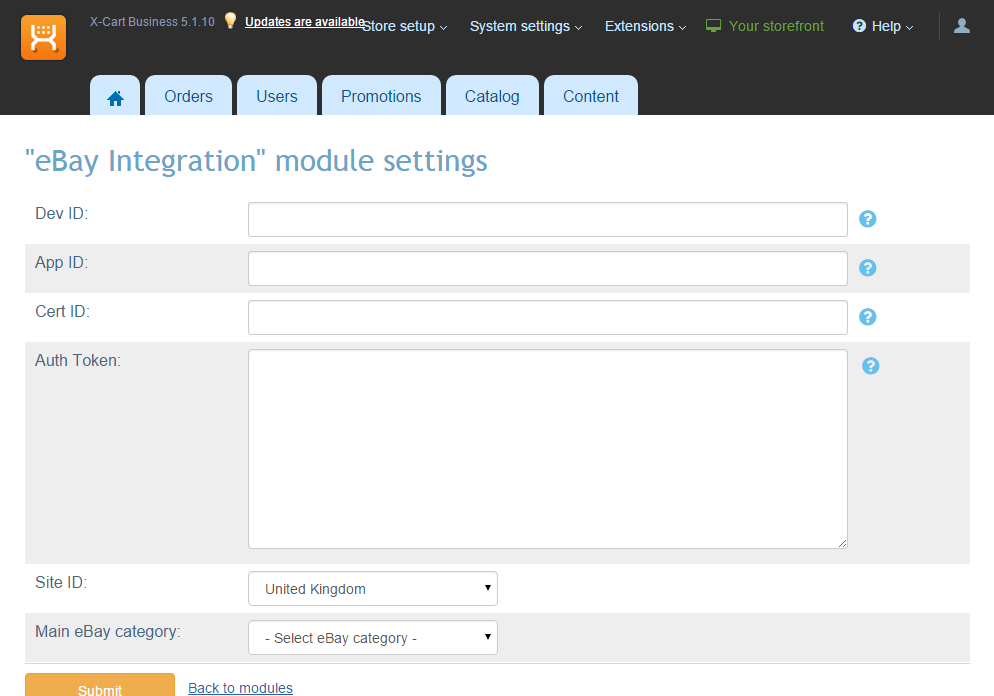 X-Cart Business 5.1.10 Updates are available Store setup System settings Extensions Your storefront ? Help
Orders Users Promotions Catalog Content
"eBay Integration" module settings
Dev ID: ?
App ID: ?
Cert ID: ?
Auth Token: ?
Site ID: United Kingdom
Main eBay category: - Select eBay category -
Submit Back to modules